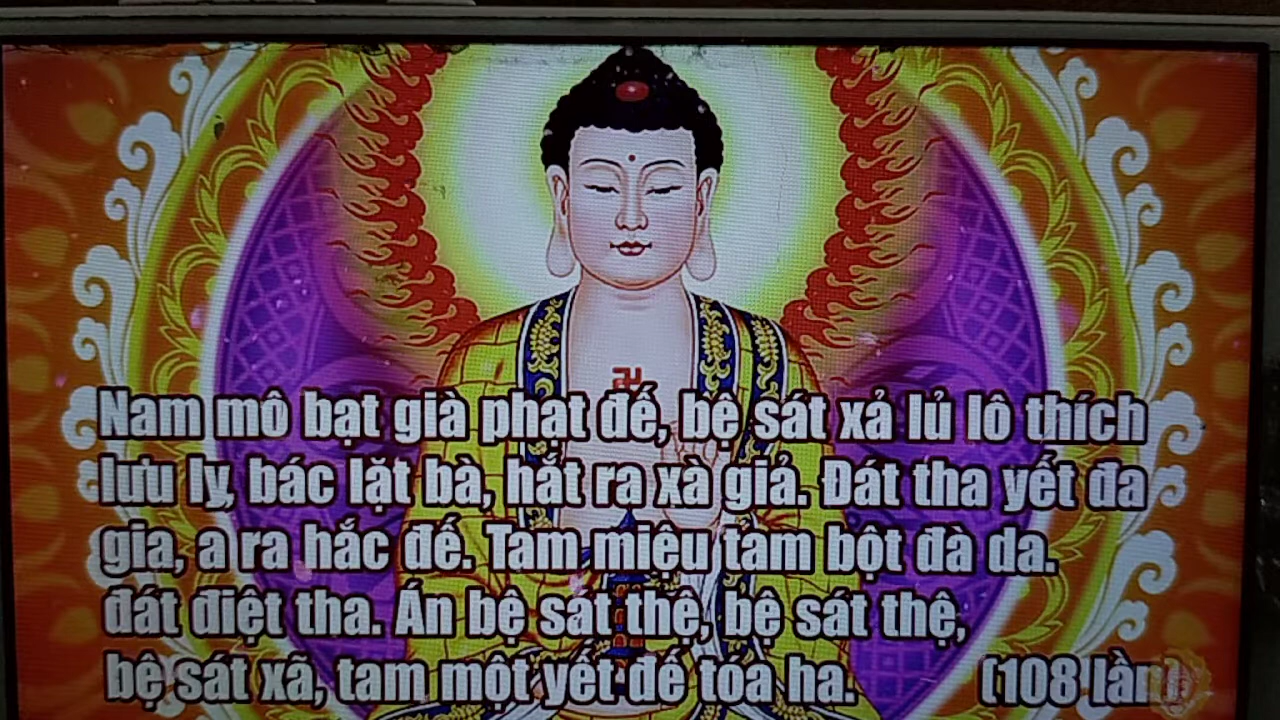 Nam mô bạt già phạt đế, bệ sát xả lủ lô thích
lưu ly, bác lặt bà, hắt ra xà giả. Đát tha yết đa
gia, a ra hắc đế. Tam miệu tam bột đà da.
đát điệt tha. Án bệ sát thệ, bệ sát thệ,
bệ sát xã, tam một yết đế tóa ha. (108 lần)